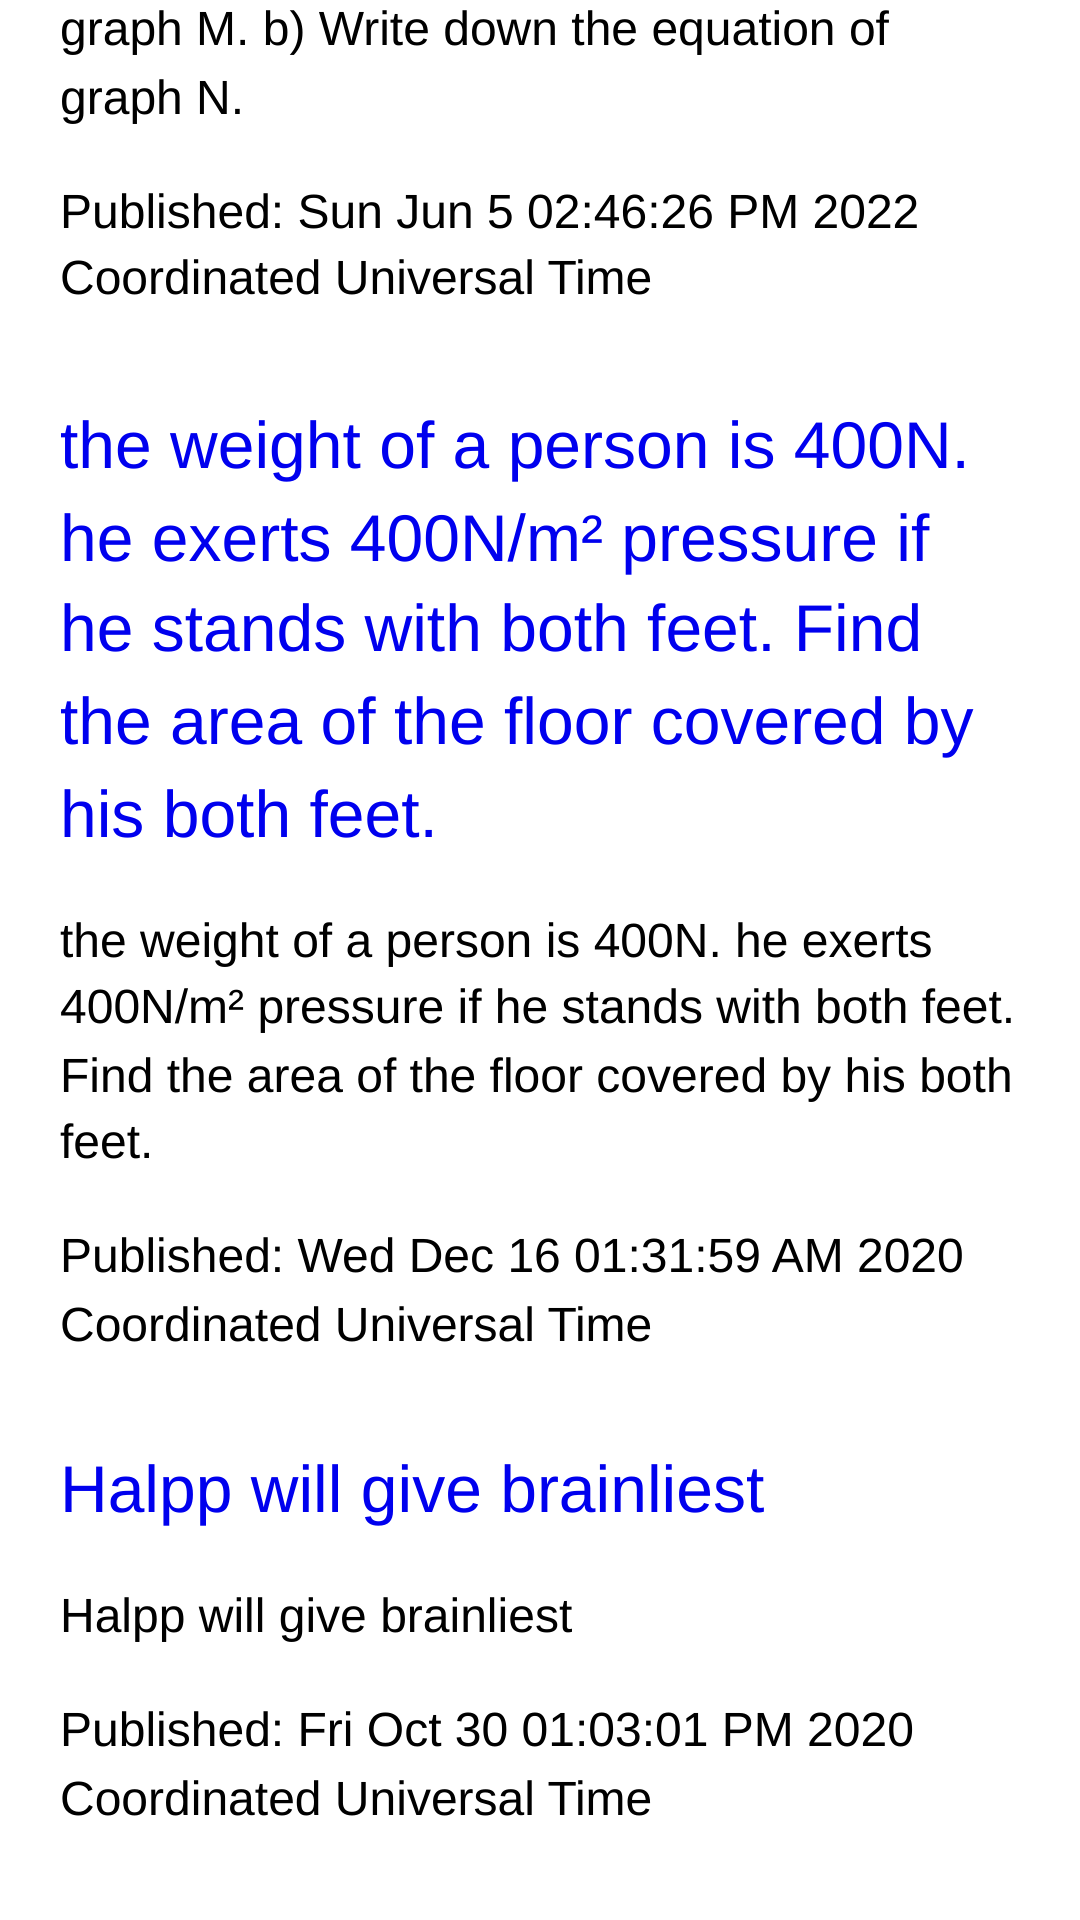 graph M. b) Write down the equation of
graph N.
Published: Sun Jun 5 02:46:26 PM 2022
Coordinated Universal Time
the weight of a person is 400N.
he exerts 400N/m² pressure if
he stands with both feet. Find
the area of the floor covered by
his both feet.
the weight of a person is 400N. he exerts
400N/m² pressure if he stands with both feet.
Find the area of the floor covered by his both
feet.
Published: Wed Dec 16 01:31:59 AM 2020
Coordinated Universal Time
Halpp will give brainliest
Halpp will give brainliest
Published: Fri Oct 30 01:03:01 PM 2020
Coordinated Universal Time